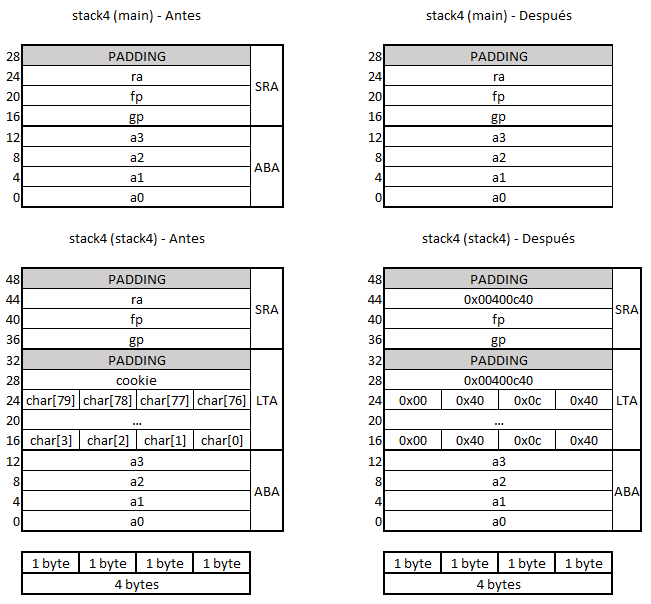 stack4 (main) - Antes
28 PADDING
24 ra
20 fp
16 gp
SRA
12 a3
8 a2
4 a1
0 a0
ABA
stack4 (main) - Después
28 PADDING
24 ra
20 fp
16 gp
12 a3
8 a2
4 a1
0 a0
stack4 (stack4) - Antes
48 PADDING
44 ra
40 fp
36 gp
SRA
32 PADDING
28 cookie
24 char[79] char[78] char[77] char[76]
20 ...
16 char[3] char[2] char[1] char[0]
LTA
12 a3
8 a2
4 a1
0 a0
ABA
1 byte 1 byte 1 byte 1 byte
4 bytes
stack4 (stack4) - Después
48 PADDING
44 0x00400c40
40 fp
36 gp
SRA
32 PADDING
28 0x00400c40
24 0x00 0x40 0x0c 0x40
20 ...
16 0x00 0x40 0x0c 0x40
LTA
12 a3
8 a2
4 a1
0 a0
ABA
1 byte 1 byte 1 byte 1 byte
4 bytes